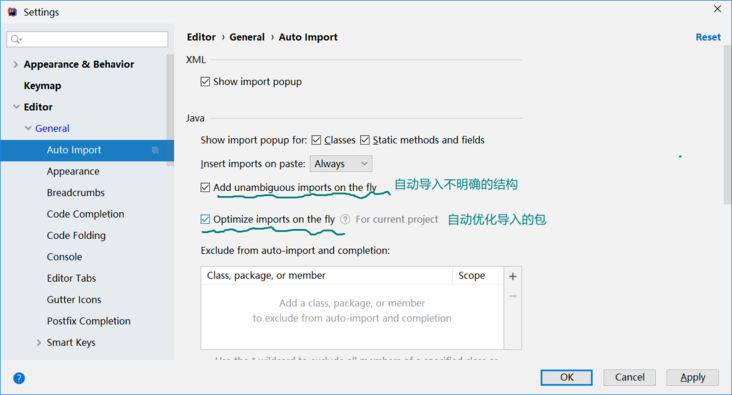 Settings
Appearance & Behavior
Keymap
Editor
General
Auto Import
Appearance
Breadcrumbs
Code Completion
Code Folding
Console
Editor Tabs
Gutter Icons
Postfix Completion
Smart Keys
Editor › General › Auto Import
Reset
XML
Show import popup
Java
Show import popup for: Classes Static methods and fields
Insert imports on paste: Always
Add unambiguous imports on the fly 自动导入不明确的结构
Optimize imports on the fly ? For current project 自动优化导入的包
Exclude from auto-import and completion:
Class, package, or member Scope
Add a class, package, or member
to exclude from auto-import and completion
?
OK Cancel Apply